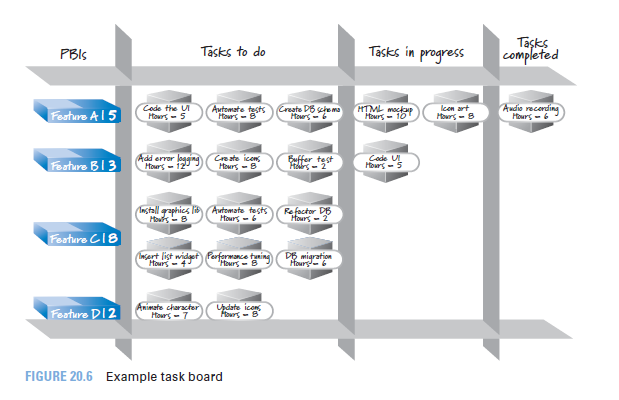 PBIs
Tasks to do
Tasks in progress
Tasks
completed
Feature A | 5
Code the UI
Hours – 5
Automate tests
Hours – 8
Create DB schema
Hours – 6
HTML mockup
Hours – 10
Icon art
Hours – 8
Audio recording
Hours – 6
Feature B | 3
Add error logging
Hours – 12
Create icons
Hours – 8
Buffer test
Hours – 2
Code UI
Hours – 5
Feature C | 8
Install graphics lib
Hours – 8
Automate tests
Hours – 6
Refactor DB
Hours – 2
Insert list widget
Hours – 4
Performance tuning
Hours – 8
DB migration
Hours – 6
Feature D | 2
Animate character
Hours – 7
Update icons
Hours – 8
FIGURE 20.6 Example task board